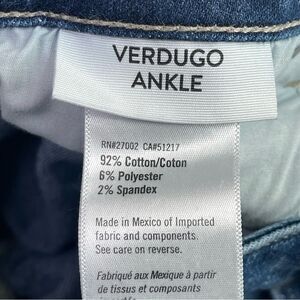 VERDUGO
ANKLE
RN#27002 CA#51217
92% Cotton/Coton
6% Polyester
2% Spandex
Made in Mexico of Imported
fabric and components.
See care on reverse.
Fabriqué aux Mexique à partir
de tissus et composants